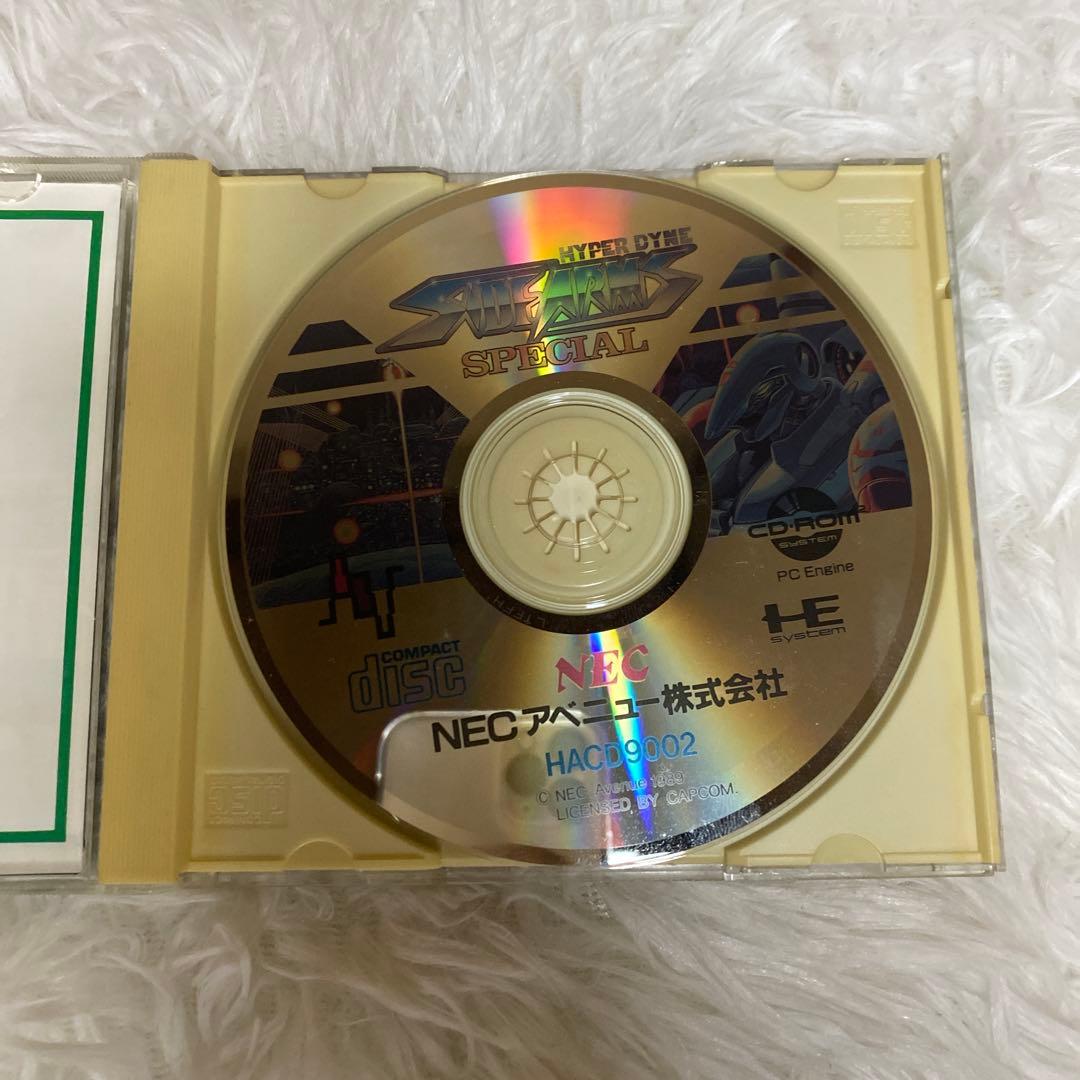 HYPER DYNE
SIDE ARMS
SPECIAL
CD-ROM²
SYSTEM
PC Engine
HE
system
COMPACT
disc
NEC
NECアベニュー株式会社
HACD9002
© NEC Avenue 1989
LICENSED BY CAPCOM.